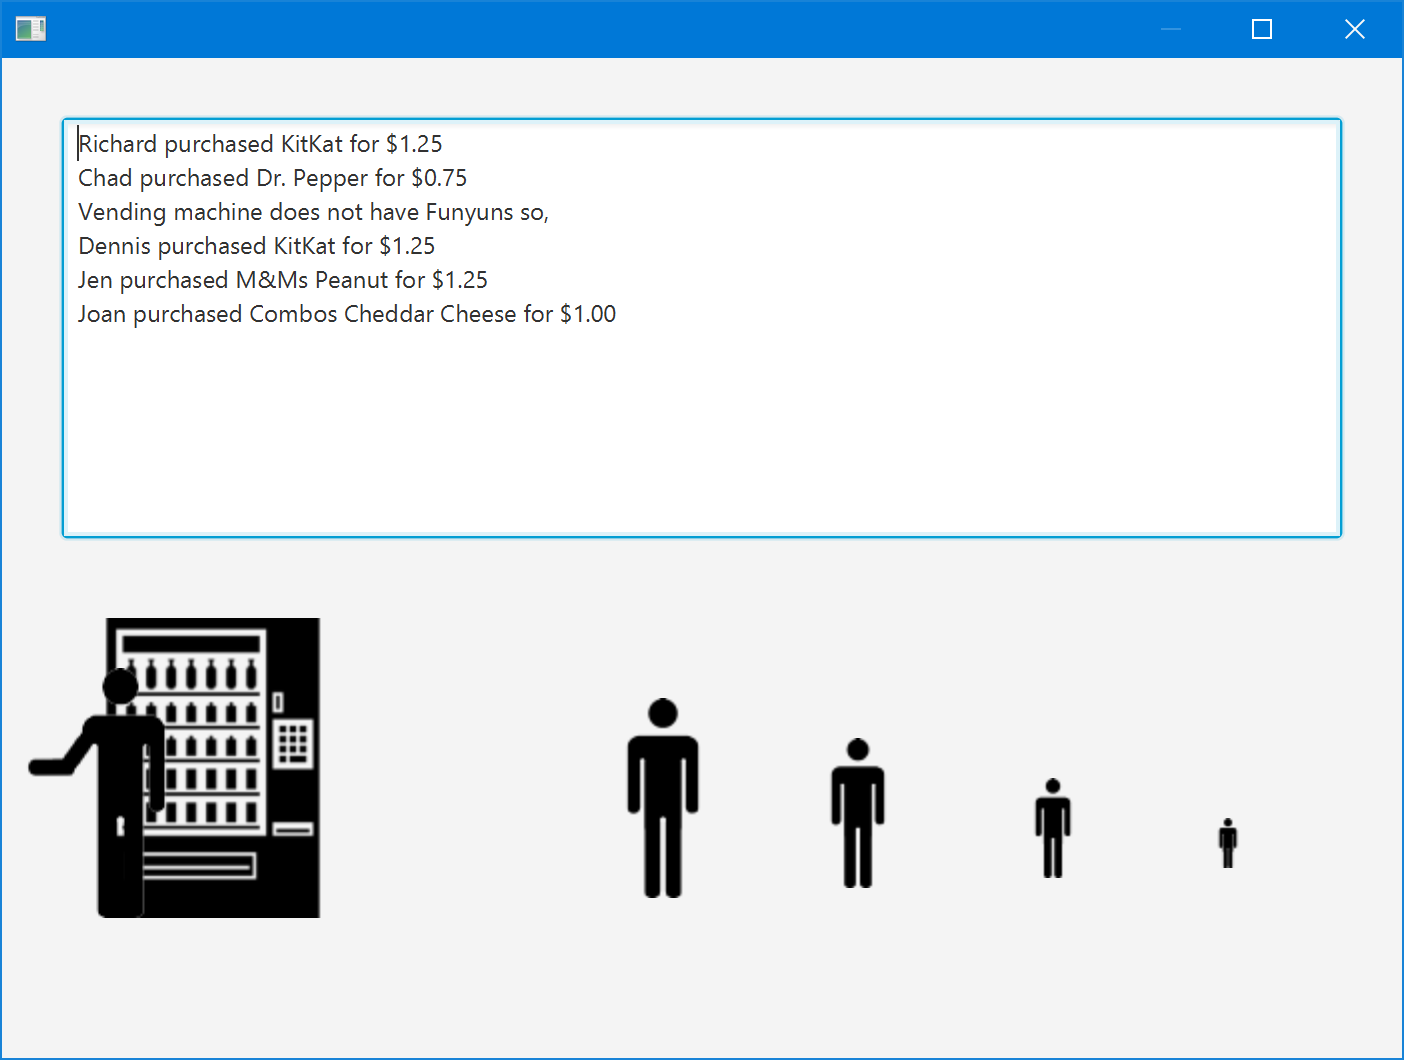 Richard purchased KitKat for $1.25
Chad purchased Dr. Pepper for $0.75
Vending machine does not have Funyuns so,
Dennis purchased KitKat for $1.25
Jen purchased M&Ms Peanut for $1.25
Joan purchased Combos Cheddar Cheese for $1.00